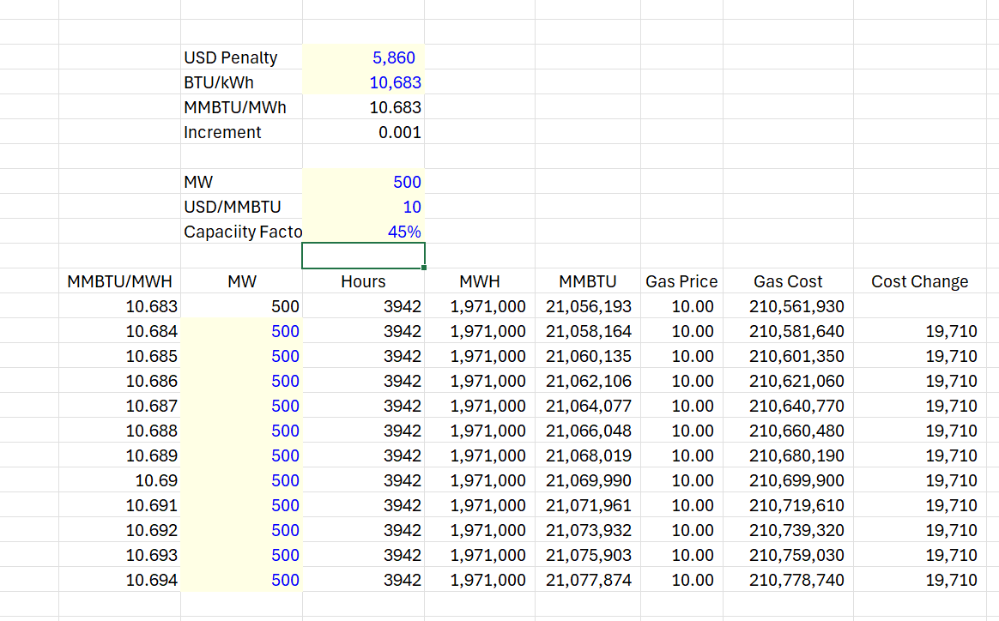 USD Penalty 5,860
BTU/kWh 10,683
MMBTU/MWh 10.683
Increment 0.001
MW 500
USD/MMBTU 10
Capaciity Facto 45%
MMBTU/MWH MW Hours MWH MMBTU Gas Price Gas Cost Cost Change
10.683 500 3942 1,971,000 21,056,193 10.00 210,561,930
10.684 500 3942 1,971,000 21,058,164 10.00 210,581,640 19,710
10.685 500 3942 1,971,000 21,060,135 10.00 210,601,350 19,710
10.686 500 3942 1,971,000 21,062,106 10.00 210,621,060 19,710
10.687 500 3942 1,971,000 21,064,077 10.00 210,640,770 19,710
10.688 500 3942 1,971,000 21,066,048 10.00 210,660,480 19,710
10.689 500 3942 1,971,000 21,068,019 10.00 210,680,190 19,710
10.69 500 3942 1,971,000 21,069,990 10.00 210,699,900 19,710
10.691 500 3942 1,971,000 21,071,961 10.00 210,719,610 19,710
10.692 500 3942 1,971,000 21,073,932 10.00 210,739,320 19,710
10.693 500 3942 1,971,000 21,075,903 10.00 210,759,030 19,710
10.694 500 3942 1,971,000 21,077,874 10.00 210,778,740 19,710